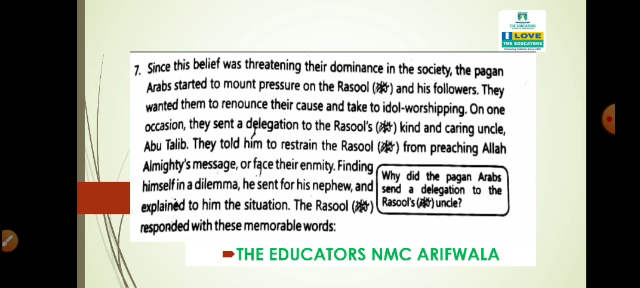 THE EDUCATORS
I LOVE
THE EDUCATORS
7. Since this belief was threatening their dominance in the society, the pagan
Arabs started to mount pressure on the Rasool (ﷺ) and his followers. They
wanted them to renounce their cause and take to idol-worshipping. On one
occasion, they sent a delegation to the Rasool's (ﷺ) kind and caring uncle,
Abu Talib. They told him to restrain the Rasool (ﷺ) from preaching Allah
Almighty's message, or face their enmity. Finding
himself in a dilemma, he sent for his nephew, and
explained to him the situation. The Rasool (ﷺ)
responded with these memorable words:
Why did the pagan Arabs
send a delegation to the
Rasool's (ﷺ) uncle?
THE EDUCATORS NMC ARIFWALA